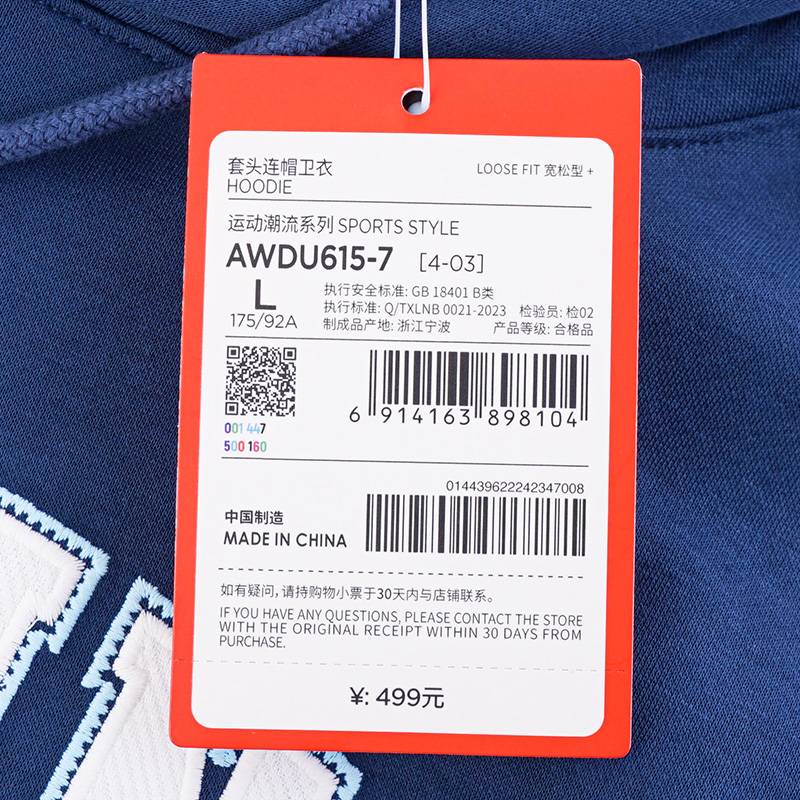 套头连帽卫衣
HOODIE
LOOSE FIT 宽松型 +
运动潮流系列 SPORTS STYLE
AWDU615-7 [4-03]
L
175/92A
执行安全标准: GB 18401 B类
执行标准: Q/TXLNB 0021-2023 检验员: 检02
制成品产地: 浙江宁波 产品等级: 合格品
001 447
500 160
6 914163 898104
014439622242347008
中国制造
MADE IN CHINA
如有疑问,请持购物小票于30天内与店铺联系。
IF YOU HAVE ANY QUESTIONS, PLEASE CONTACT THE STORE
WITH THE ORIGINAL RECEIPT WITHIN 30 DAYS FROM
PURCHASE.
¥: 499元